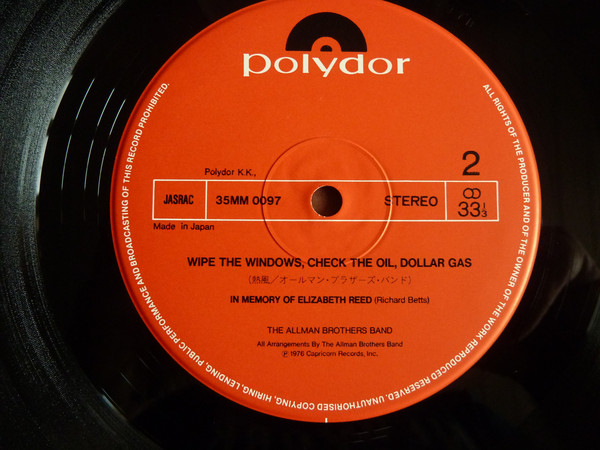 polydor
Polydor K.K.,
2
JASRAC
35MM 0097
STEREO
33 1/3
Made in Japan
WIPE THE WINDOWS, CHECK THE OIL, DOLLAR GAS
(熱風/オールマン・ブラザーズ・バンド)
IN MEMORY OF ELIZABETH REED (Richard Betts)
THE ALLMAN BROTHERS BAND
All Arrangements By The Allman Brothers Band
℗ 1976 Capricorn Records, Inc.
ALL RIGHTS OF THE PRODUCER AND OF THE OWNER OF THE WORK REPRODUCED RESERVED. UNAUTHORISED COPYING, HIRING, LENDING, PUBLIC PERFORMANCE AND BROADCASTING OF THIS RECORD PROHIBITED.